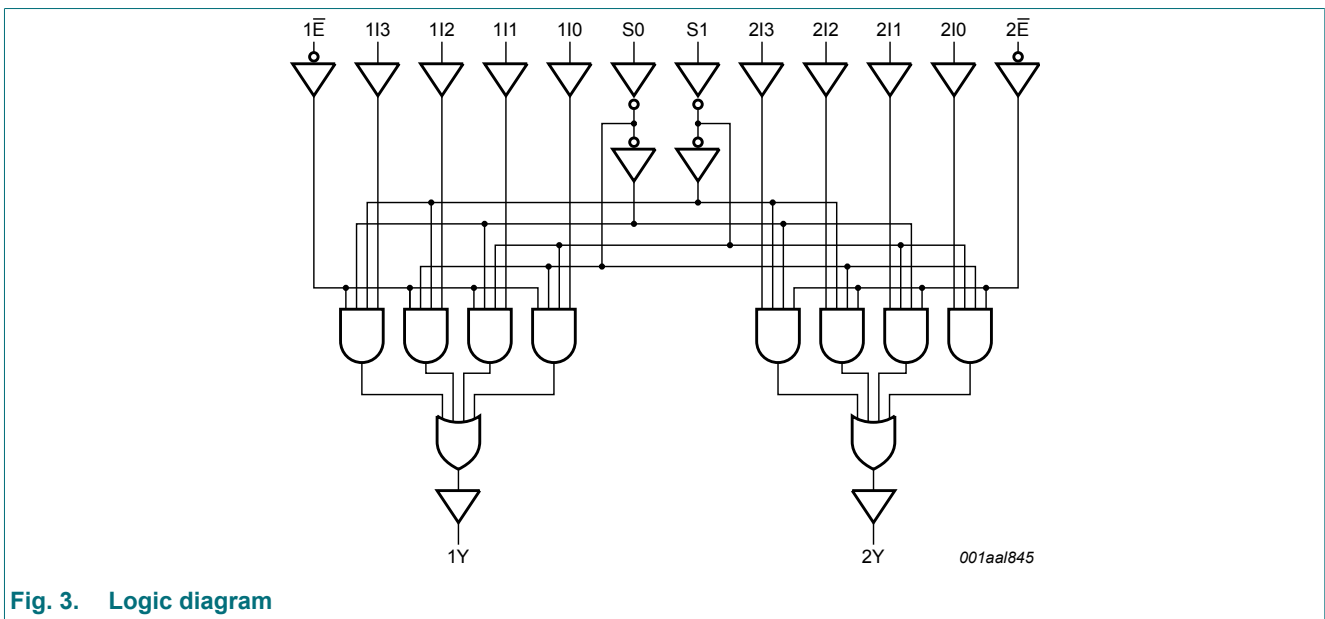 1E̅ 1I3 1I2 1I1 1I0 S0 S1 2I3 2I2 2I1 2I0 2E̅
1Y 2Y 001aal845
Fig. 3. Logic diagram